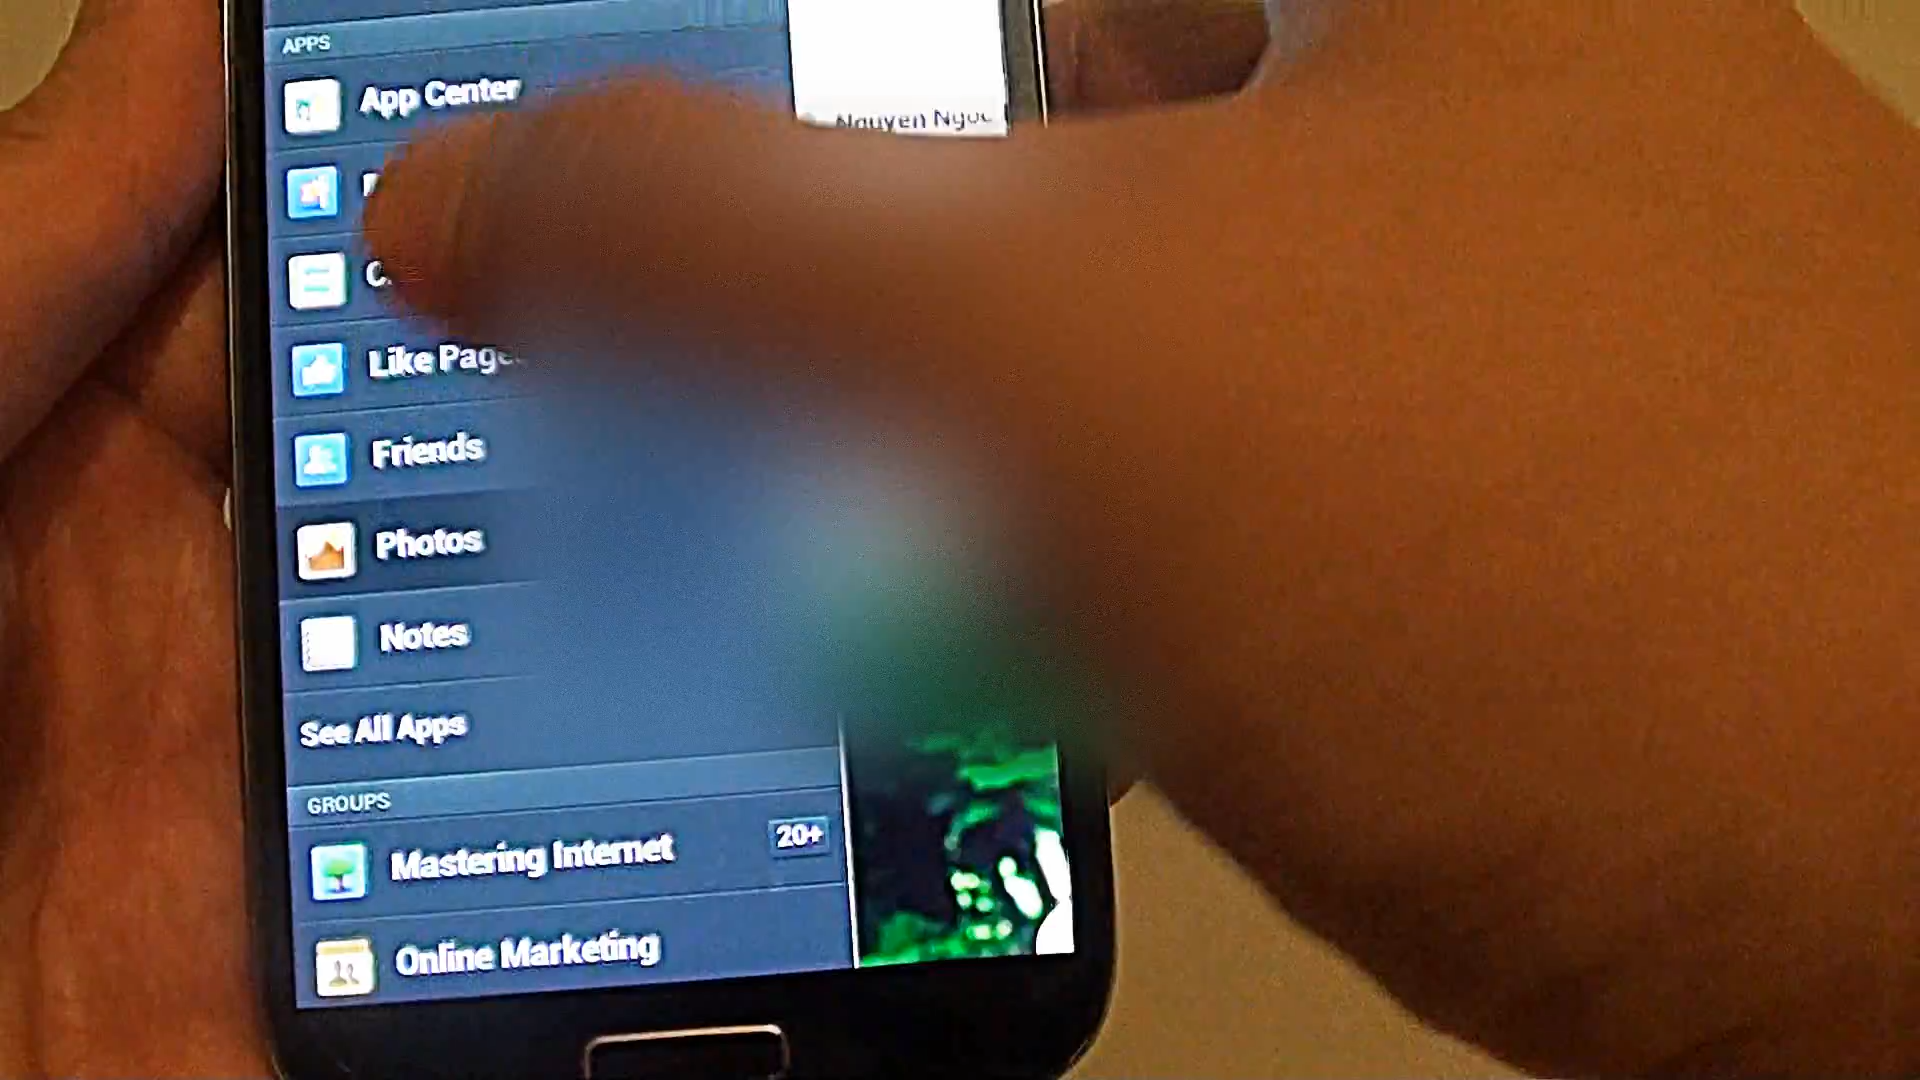 APPS
App Center
Nguyen Ngoc
Like Page
Friends
Photos
Notes
See All Apps
GROUPS
Mastering Internet
20+
Online Marketing